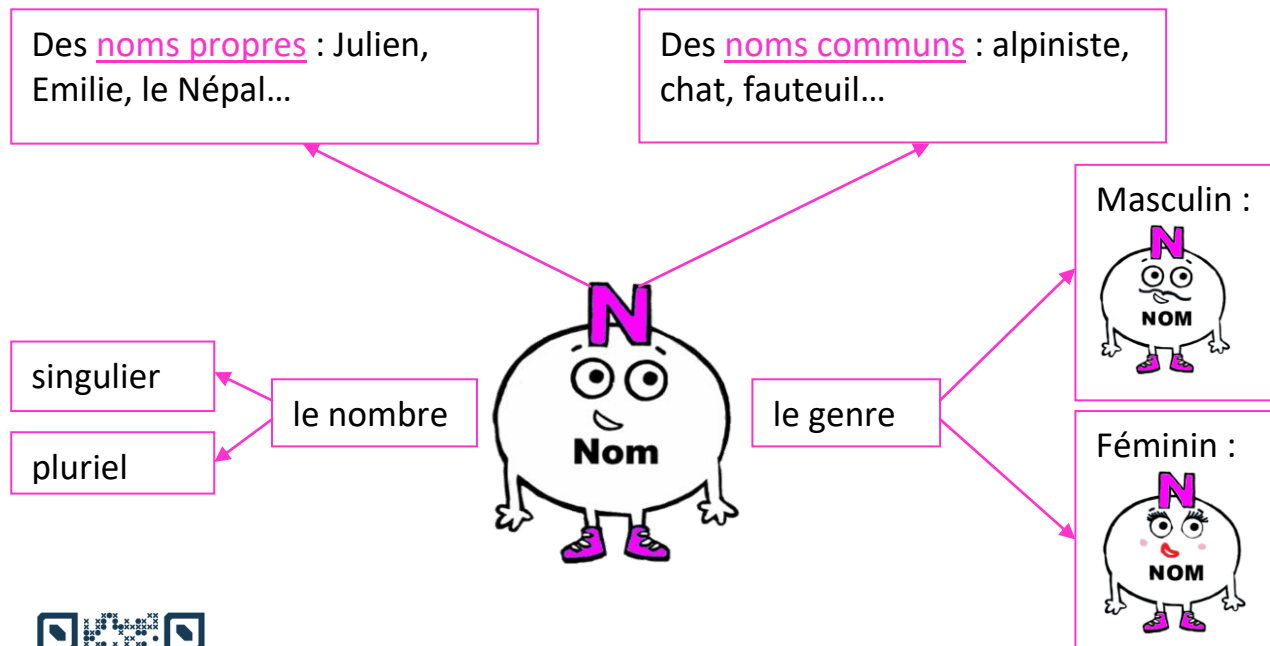 Des noms propres : Julien,
Emilie, le Népal…
Des noms communs : alpiniste,
chat, fauteuil…
Masculin :
N
NOM
N
singulier
le nombre
le genre
pluriel
Nom
Féminin :
N
NOM